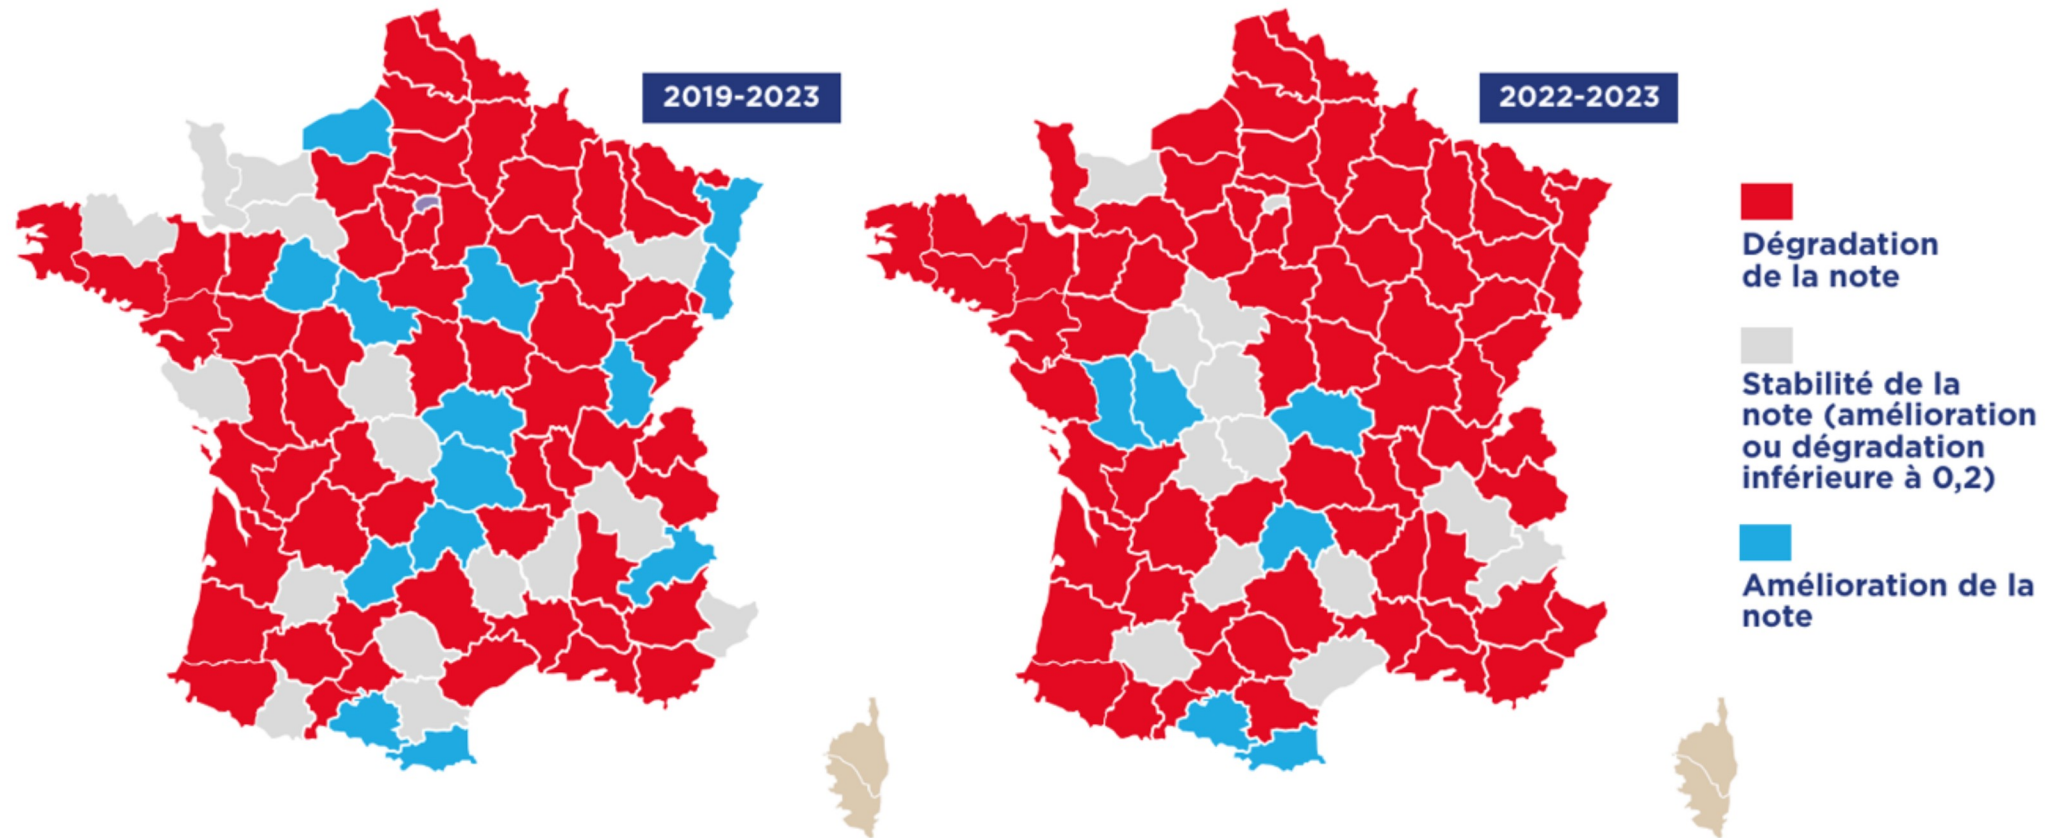 2019-2023
2022-2023
Dégradation
de la note
Stabilité de la
note (amélioration
ou dégradation
inférieure à 0,2)
Amélioration de la
note